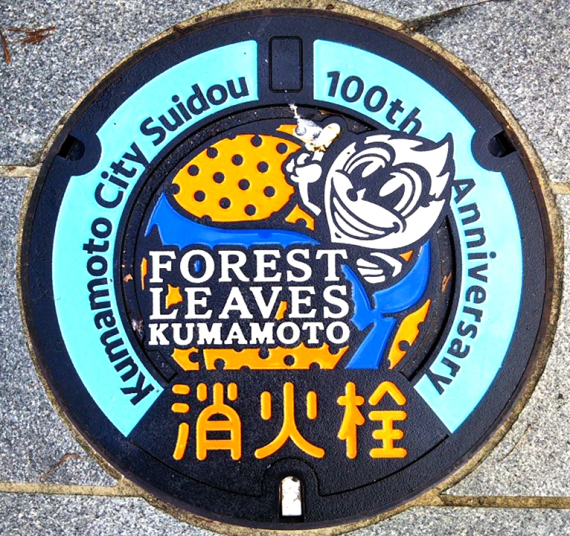 Kumamoto City Suidou
100th Anniversary
FOREST
LEAVES
KUMAMOTO
消火栓